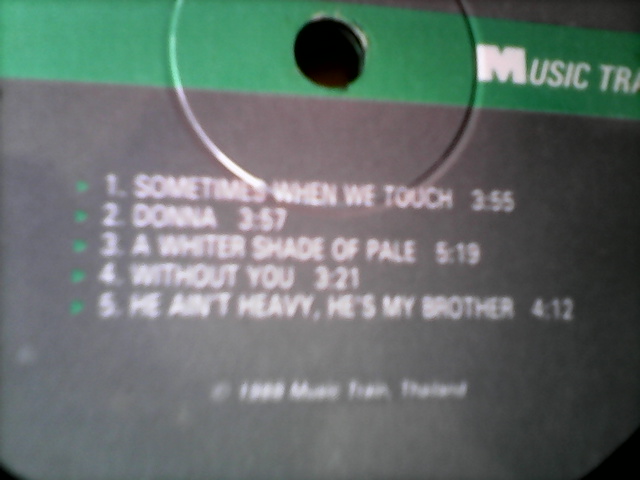 MUSIC TRA
1. SOMETIMES WHEN WE TOUCH 3:55
2. DONNA 3:57
3. A WHITER SHADE OF PALE 5:19
4. WITHOUT YOU 3:21
5. HE AIN'T HEAVY, HE'S MY BROTHER 4:12
© Music Train, Thailand